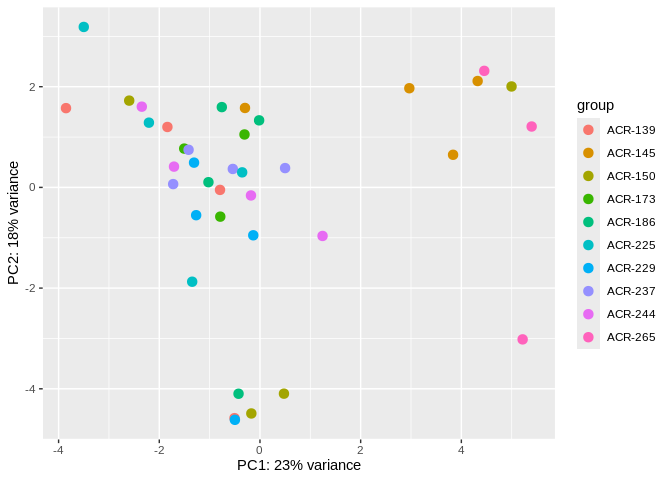 2
0
-2
-4
-4
-2
0
2
4
PC1: 23% variance
PC2: 18% variance
group
ACR-139
ACR-145
ACR-150
ACR-173
ACR-186
ACR-225
ACR-229
ACR-237
ACR-244
ACR-265